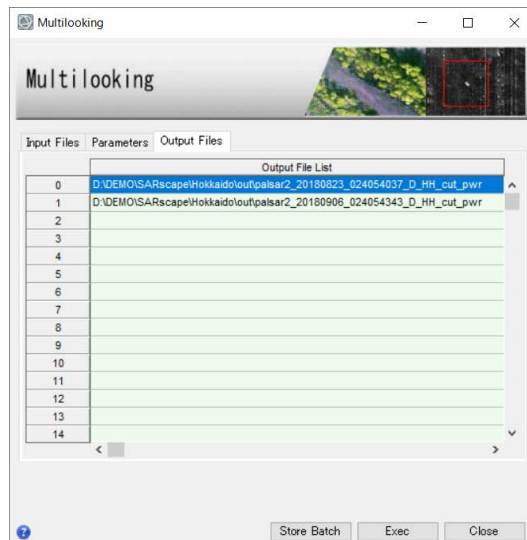 Multilooking
Multilooking
Input Files Parameters Output Files
Output File List
0 D:\DEMO\SARscape\Hokkaido\out\palsar2_20180823_024054037_D_HH_cut_pwr
1 D:\DEMO\SARscape\Hokkaido\out\palsar2_20180906_024054343_D_HH_cut_pwr
2
3
4
5
6
7
8
9
10
11
12
13
14
? Store Batch Exec Close